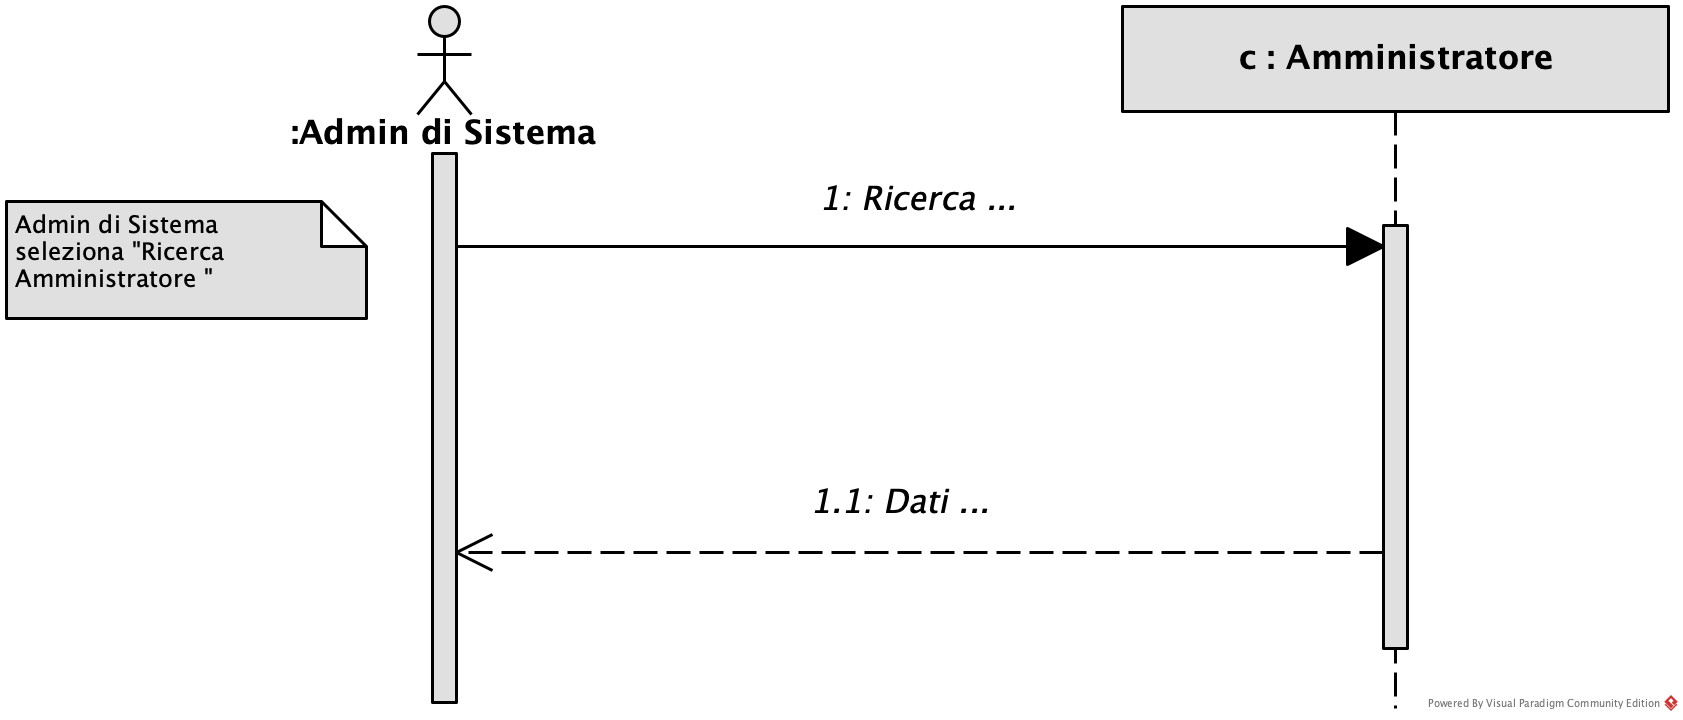 c : Amministratore
:Admin di Sistema
1: Ricerca ...
Admin di Sistema
seleziona "Ricerca
Amministratore "
1.1: Dati ...
Powered By Visual Paradigm Community Edition